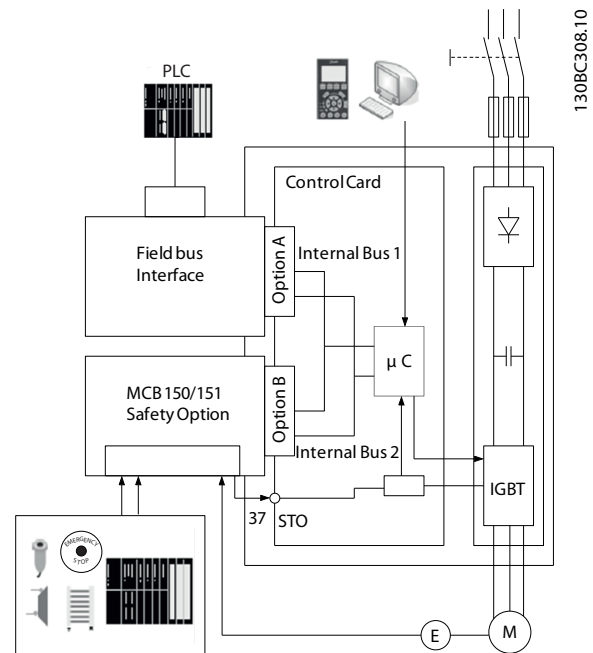 130BC308.10
PLC
Control Card
Field bus
Interface
Option A
Internal Bus 1
µ C
MCB 150/151
Safety Option
Option B
Internal Bus 2
IGBT
37
STO
EMERGENCY
STOP
E
M